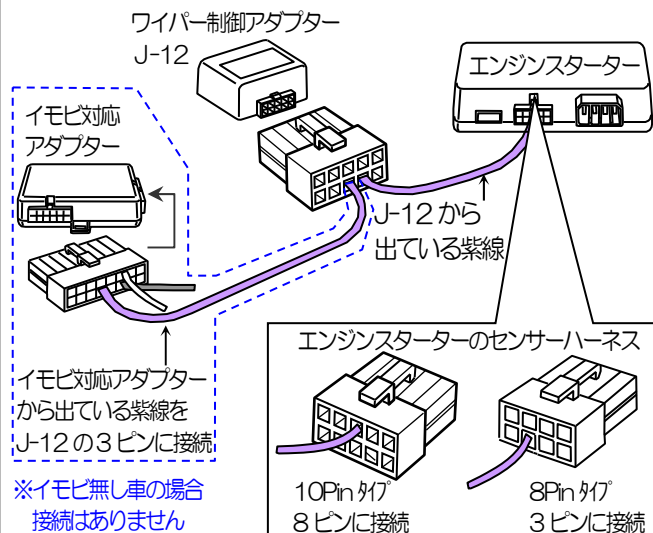 ワイパー制御アダプター
J-12
エンジンスターター
イモビ対応
アダプター
J-12 から
出ている紫線
イモビ対応アダプター
から出ている紫線を
J-12 の 3 ピンに接続
※イモビ無し車の場合
接続はありません
エンジンスターターのセンサーハーネス
10Pin ﾀｲﾌﾟ
8 ピンに接続
8Pin ﾀｲﾌﾟ
3 ピンに接続